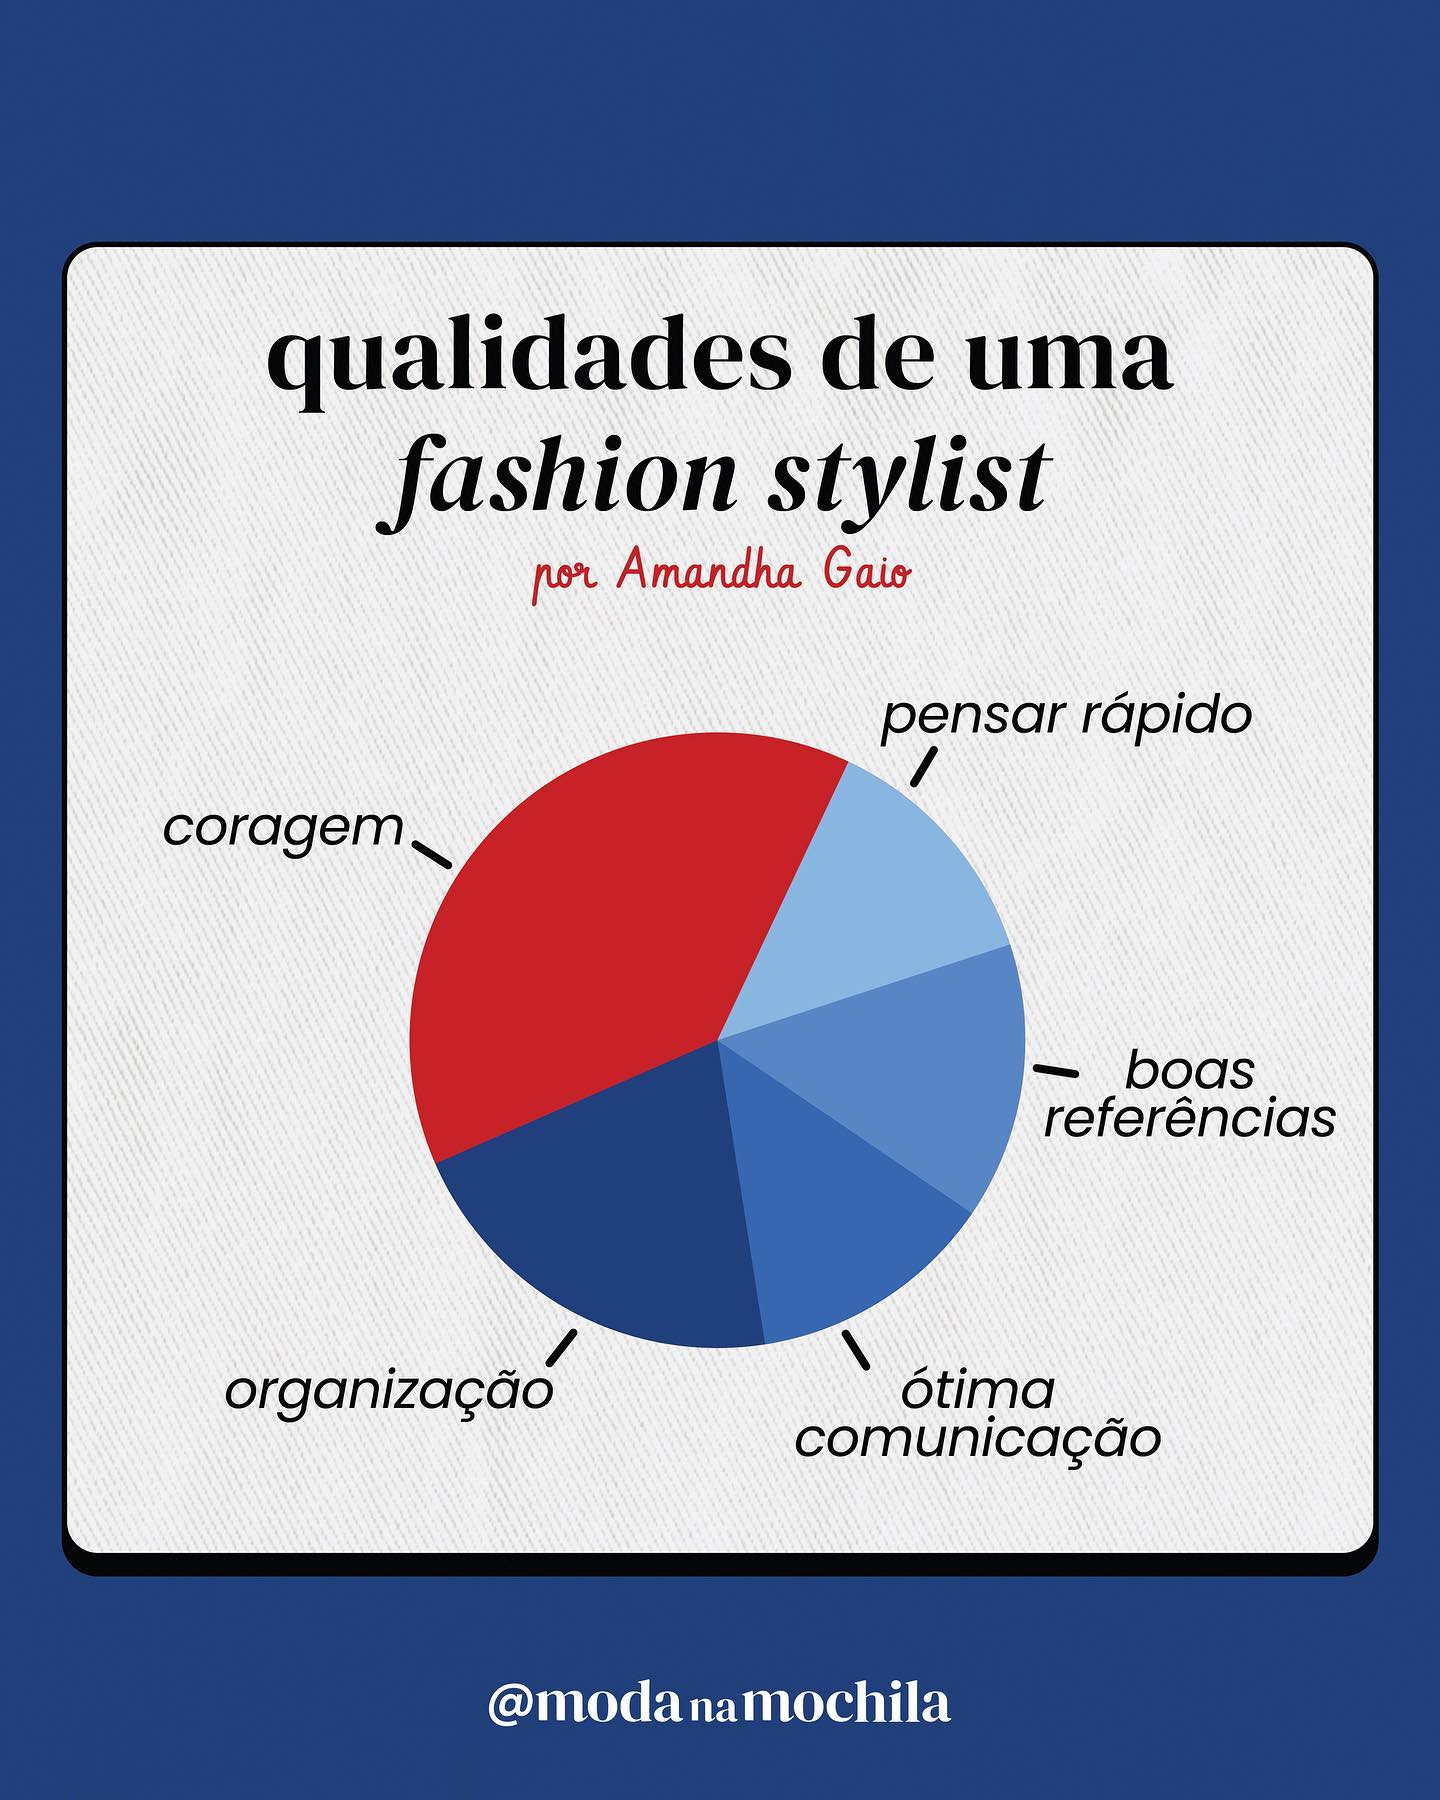 qualidades de uma
fashion stylist
por Amandha Gaio
pensar rápido
coragem
boas
referências
organização
ótima
comunicação
@modanamochila